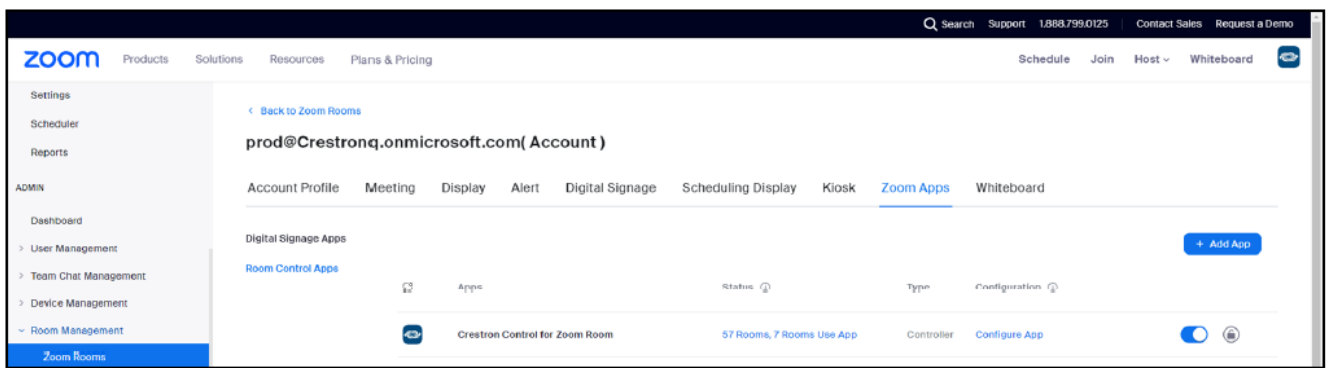 Search Support 1.888.799.0125 Contact Sales Request a Demo
zoom Products Solutions Resources Plans & Pricing Schedule Join Host Whiteboard
Settings
Scheduler
Reports
ADMIN
Dashboard
User Management
Team Chat Management
Device Management
Room Management
Zoom Rooms
Back to Zoom Rooms
prod@Crestronq.onmicrosoft.com( Account )
Account Profile Meeting Display Alert Digital Signage Scheduling Display Kiosk Zoom Apps Whiteboard
Digital Signage Apps
Room Control Apps
+ Add App
Apps Status Type Configuration
Crestron Control for Zoom Room 57 Rooms, 7 Rooms Use App Controller Configure App